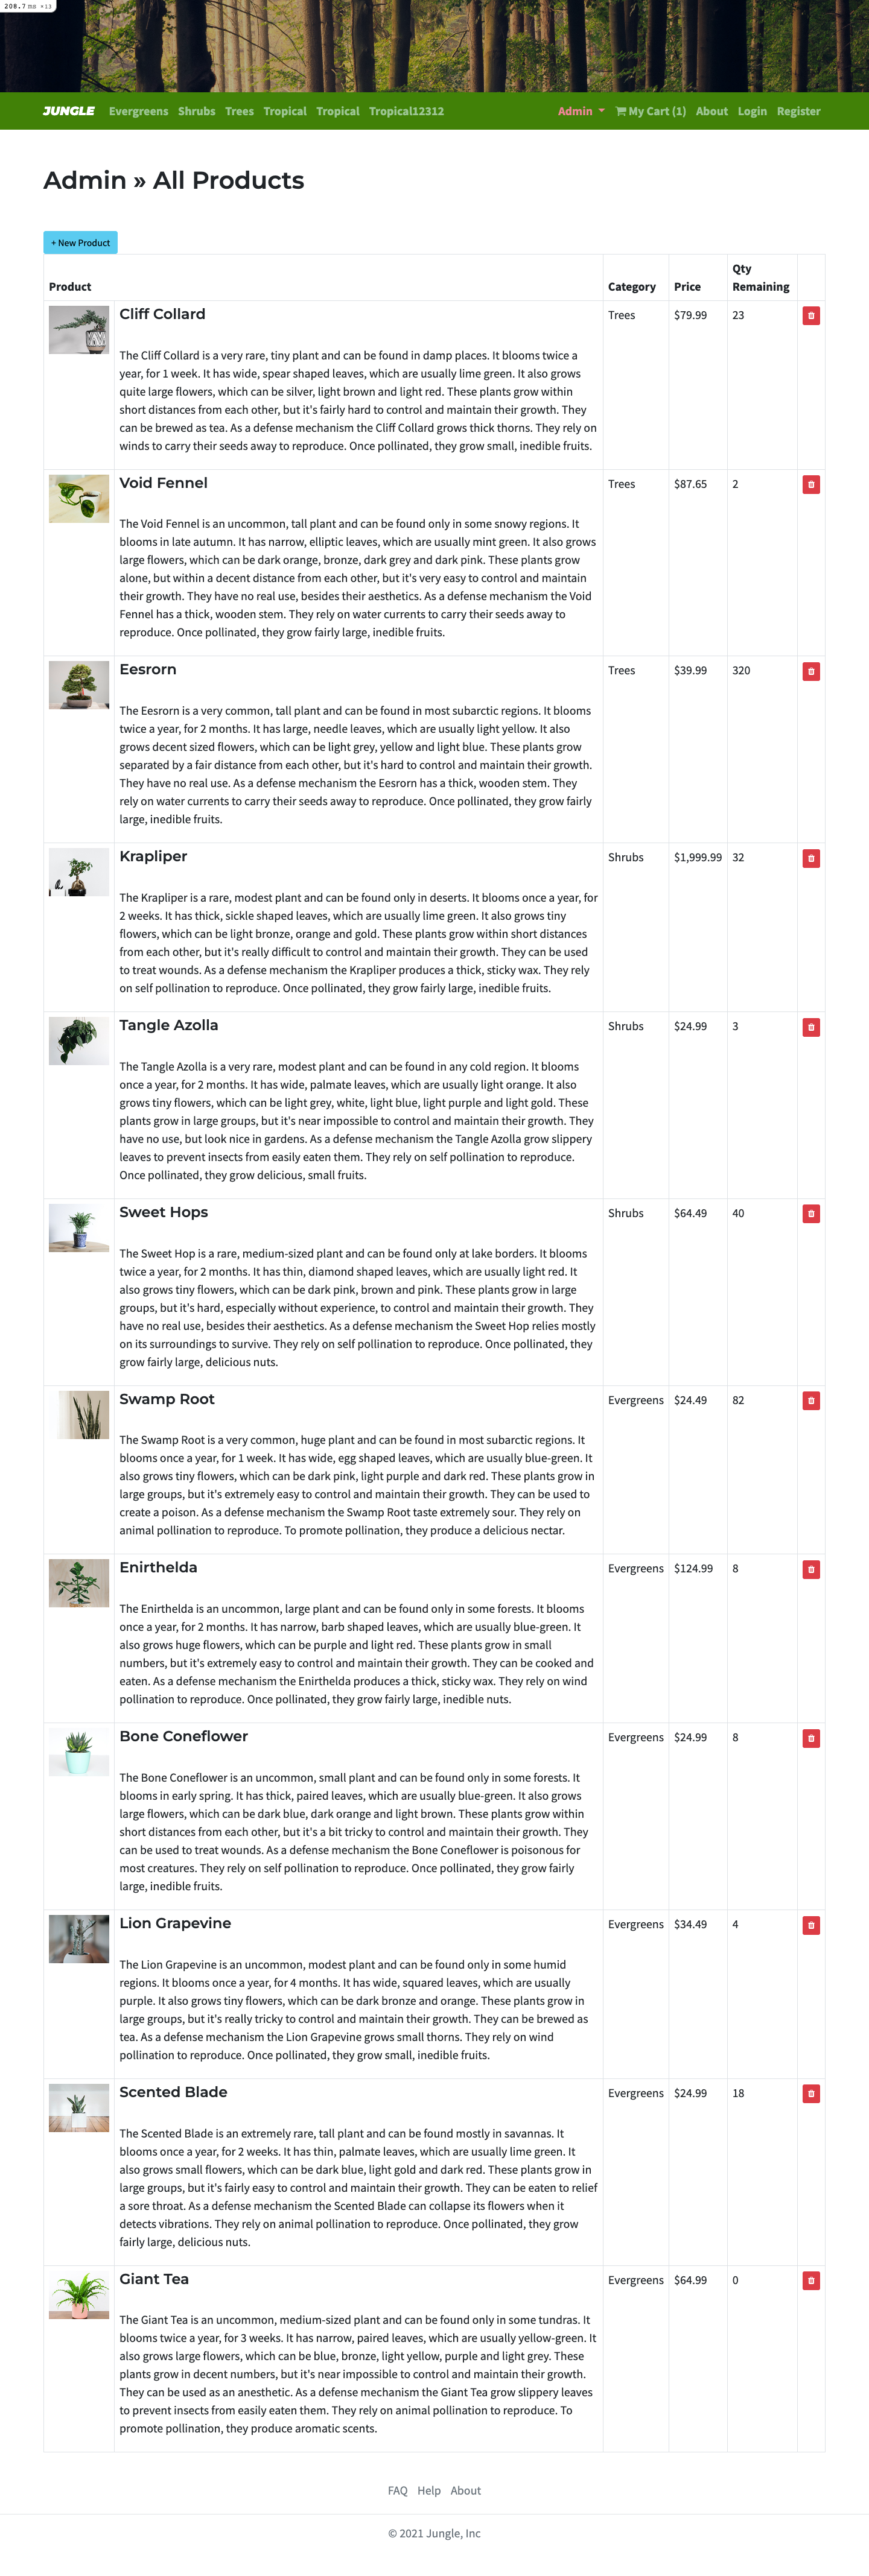 208.7 ms ×13
JUNGLE Evergreens Shrubs Trees Tropical Tropical Tropical12312 Admin My Cart (1) About Login Register
Admin » All Products
+ New Product
Product Category Price Qty Remaining
Cliff Collard Trees $79.99 23
The Cliff Collard is a very rare, tiny plant and can be found in damp places. It blooms twice a
year, for 1 week. It has wide, spear shaped leaves, which are usually lime green. It also grows
quite large flowers, which can be silver, light brown and light red. These plants grow within
short distances from each other, but it's fairly hard to control and maintain their growth. They
can be brewed as tea. As a defense mechanism the Cliff Collard grows thick thorns. They rely on
winds to carry their seeds away to reproduce. Once pollinated, they grow small, inedible fruits.
Void Fennel Trees $87.65 2
The Void Fennel is an uncommon, tall plant and can be found only in some snowy regions. It
blooms in late autumn. It has narrow, elliptic leaves, which are usually mint green. It also grows
large flowers, which can be dark orange, bronze, dark grey and dark pink. These plants grow
alone, but within a decent distance from each other, but it's very easy to control and maintain
their growth. They have no real use, besides their aesthetics. As a defense mechanism the Void
Fennel has a thick, wooden stem. They rely on water currents to carry their seeds away to
reproduce. Once pollinated, they grow fairly large, inedible fruits.
Eesrorn Trees $39.99 320
The Eesrorn is a very common, tall plant and can be found in most subarctic regions. It blooms
twice a year, for 2 months. It has large, needle leaves, which are usually light yellow. It also
grows decent sized flowers, which can be light grey, yellow and light blue. These plants grow
separated by a fair distance from each other, but it's hard to control and maintain their growth.
They have no real use. As a defense mechanism the Eesrorn has a thick, wooden stem. They
rely on water currents to carry their seeds away to reproduce. Once pollinated, they grow fairly
large, inedible fruits.
Krapliper Shrubs $1,999.99 32
The Krapliper is a rare, modest plant and can be found only in deserts. It blooms once a year, for
2 weeks. It has thick, sickle shaped leaves, which are usually lime green. It also grows tiny
flowers, which can be light bronze, orange and gold. These plants grow within short distances
from each other, but it's really difficult to control and maintain their growth. They can be used
to treat wounds. As a defense mechanism the Krapliper produces a thick, sticky wax. They rely
on self pollination to reproduce. Once pollinated, they grow fairly large, inedible fruits.
Tangle Azolla Shrubs $24.99 3
The Tangle Azolla is a very rare, modest plant and can be found in any cold region. It blooms
once a year, for 2 months. It has wide, palmate leaves, which are usually light orange. It also
grows tiny flowers, which can be light grey, white, light blue, light purple and light gold. These
plants grow in large groups, but it's near impossible to control and maintain their growth. They
have no use, but look nice in gardens. As a defense mechanism the Tangle Azolla grow slippery
leaves to prevent insects from easily eaten them. They rely on self pollination to reproduce.
Once pollinated, they grow delicious, small fruits.
Sweet Hops Shrubs $64.49 40
The Sweet Hop is a rare, medium-sized plant and can be found only at lake borders. It blooms
twice a year, for 2 months. It has thin, diamond shaped leaves, which are usually light red. It
also grows tiny flowers, which can be dark pink, brown and pink. These plants grow in large
groups, but it's hard, especially without experience, to control and maintain their growth. They
have no real use, besides their aesthetics. As a defense mechanism the Sweet Hop relies mostly
on its surroundings to survive. They rely on self pollination to reproduce. Once pollinated, they
grow fairly large, delicious nuts.
Swamp Root Evergreens $24.49 82
The Swamp Root is a very common, huge plant and can be found in most subarctic regions. It
blooms once a year, for 1 week. It has wide, egg shaped leaves, which are usually blue-green. It
also grows tiny flowers, which can be dark pink, light purple and dark red. These plants grow in
large groups, but it's extremely easy to control and maintain their growth. They can be used to
create a poison. As a defense mechanism the Swamp Root taste extremely sour. They rely on
animal pollination to reproduce. To promote pollination, they produce a delicious nectar.
Enirthelda Evergreens $124.99 8
The Enirthelda is an uncommon, large plant and can be found only in some forests. It blooms
once a year, for 2 months. It has narrow, barb shaped leaves, which are usually blue-green. It
also grows huge flowers, which can be purple and light red. These plants grow in small
numbers, but it's extremely easy to control and maintain their growth. They can be cooked and
eaten. As a defense mechanism the Enirthelda produces a thick, sticky wax. They rely on wind
pollination to reproduce. Once pollinated, they grow fairly large, inedible nuts.
Bone Coneflower Evergreens $24.99 8
The Bone Coneflower is an uncommon, small plant and can be found only in some forests. It
blooms in early spring. It has thick, paired leaves, which are usually blue-green. It also grows
large flowers, which can be dark blue, dark orange and light brown. These plants grow within
short distances from each other, but it's a bit tricky to control and maintain their growth. They
can be used to treat wounds. As a defense mechanism the Bone Coneflower is poisonous for
most creatures. They rely on self pollination to reproduce. Once pollinated, they grow fairly
large, inedible fruits.
Lion Grapevine Evergreens $34.49 4
The Lion Grapevine is an uncommon, modest plant and can be found only in some humid
regions. It blooms once a year, for 4 months. It has wide, squared leaves, which are usually
purple. It also grows tiny flowers, which can be dark bronze and orange. These plants grow in
large groups, but it's really tricky to control and maintain their growth. They can be brewed as
tea. As a defense mechanism the Lion Grapevine grows small thorns. They rely on wind
pollination to reproduce. Once pollinated, they grow small, inedible fruits.
Scented Blade Evergreens $24.99 18
The Scented Blade is an extremely rare, tall plant and can be found mostly in savannas. It
blooms once a year, for 2 weeks. It has thin, palmate leaves, which are usually lime green. It
also grows small flowers, which can be dark blue, light gold and dark red. These plants grow in
large groups, but it's fairly easy to control and maintain their growth. They can be eaten to relief
a sore throat. As a defense mechanism the Scented Blade can collapse its flowers when it
detects vibrations. They rely on animal pollination to reproduce. Once pollinated, they grow
fairly large, delicious nuts.
Giant Tea Evergreens $64.99 0
The Giant Tea is an uncommon, medium-sized plant and can be found only in some tundras. It
blooms twice a year, for 3 weeks. It has narrow, paired leaves, which are usually yellow-green. It
also grows large flowers, which can be blue, bronze, light yellow, purple and light grey. These
plants grow in decent numbers, but it's near impossible to control and maintain their growth.
They can be used as an anesthetic. As a defense mechanism the Giant Tea grow slippery leaves
to prevent insects from easily eaten them. They rely on animal pollination to reproduce. To
promote pollination, they produce aromatic scents.
FAQ Help About
© 2021 Jungle, Inc